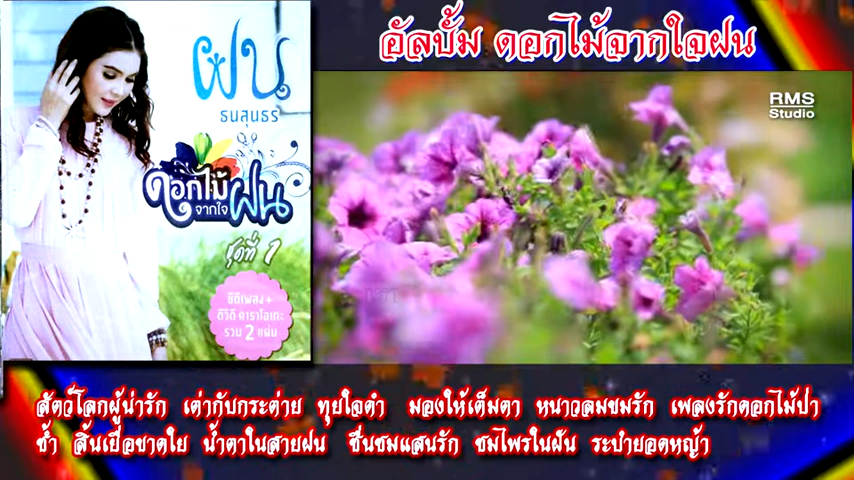 อัลบั้ม ดอกไม้จากใจฝน
ฝน
ธนสุนธร
ดอกไม้
จากใจ
ฝน
ชุดที่ 1
ซีดีเพลง+
ดีวีดี คาราโอเกะ
รวม 2 แผ่น
RMS
Studio
สัตว์โลกผู้น่ารัก เต่ากับกระต่าย ทุยใจดำ มองให้เต็มตา หนาวลมชมรัก เพลงรักดอกไม้ป่า
ช้ำ สิ้นเยื่อขาดใย น้ำตาในสายฝน ชื่นชมแสนรัก ชมไพรในฝัน ระบำยอดหญ้า